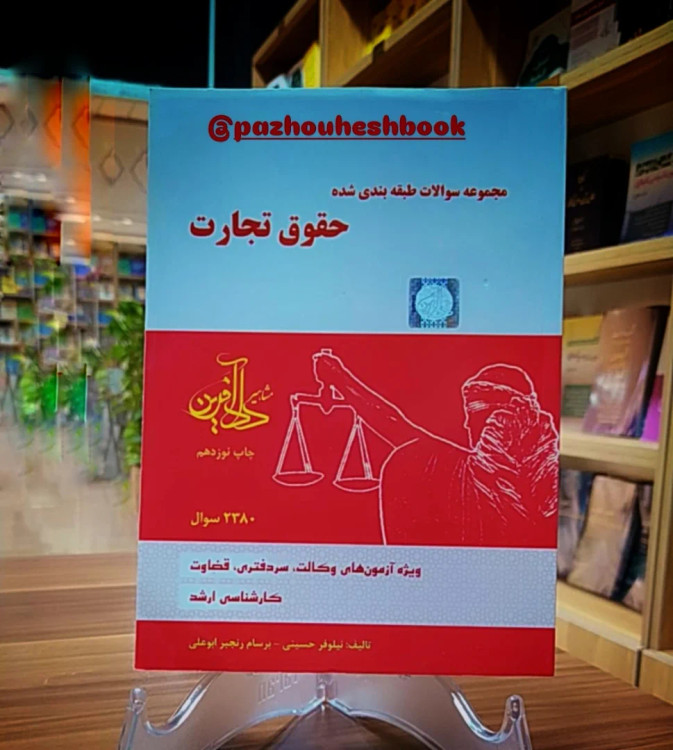 @pazhouheshbook
مجموعه سوالات طبقه بندی شده
حقوق تجارت
مشاهیر
دادآفرین
چاپ نوزدهم
۲۳۸۰ سوال
ویژه آزمون‌های وکالت، سردفتری، قضاوت
کارشناسی ارشد
تالیف: نیلوفر حسینی - برسام رنجبر ابوعلی